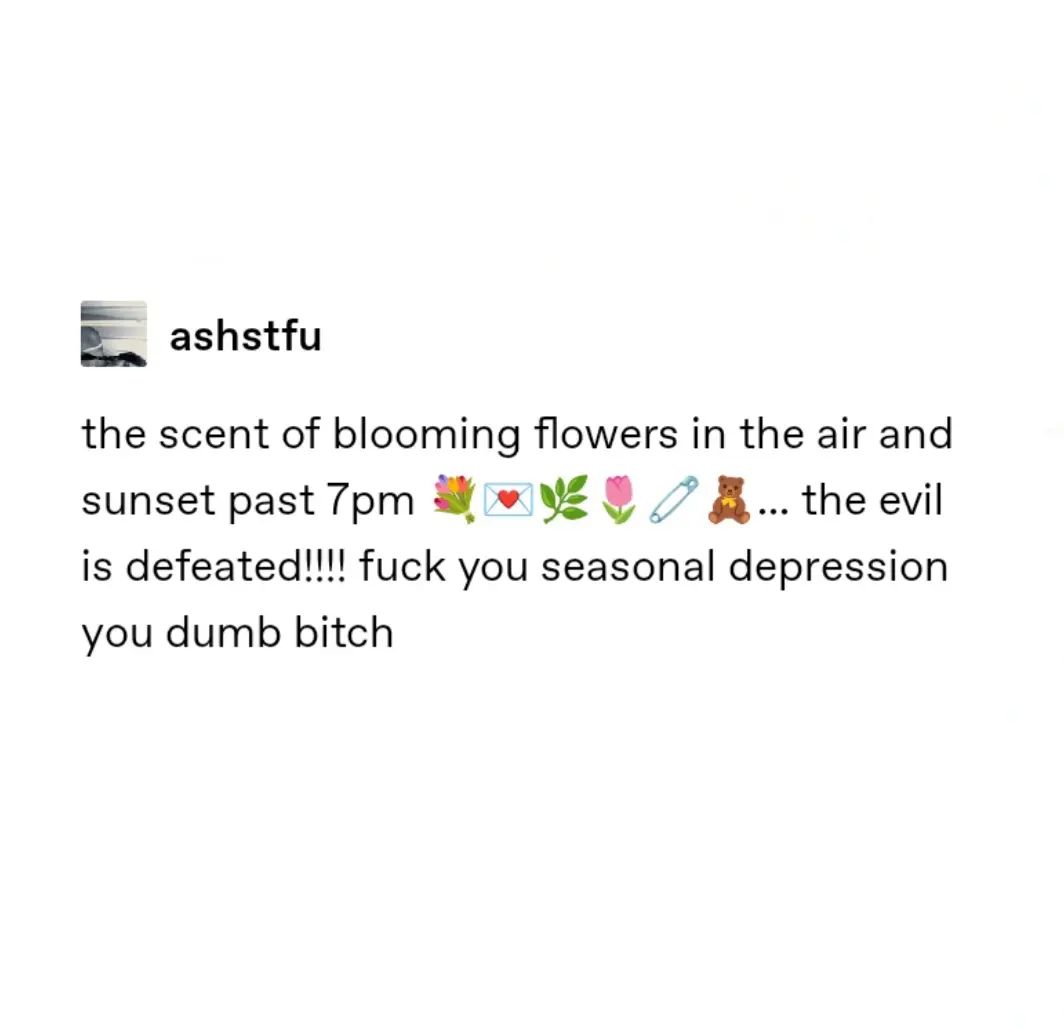 ashstfu
the scent of blooming flowers in the air and
sunset past 7pm 💐💌🌿🌷🧷🧸... the evil
is defeated!!!! fuck you seasonal depression
you dumb bitch